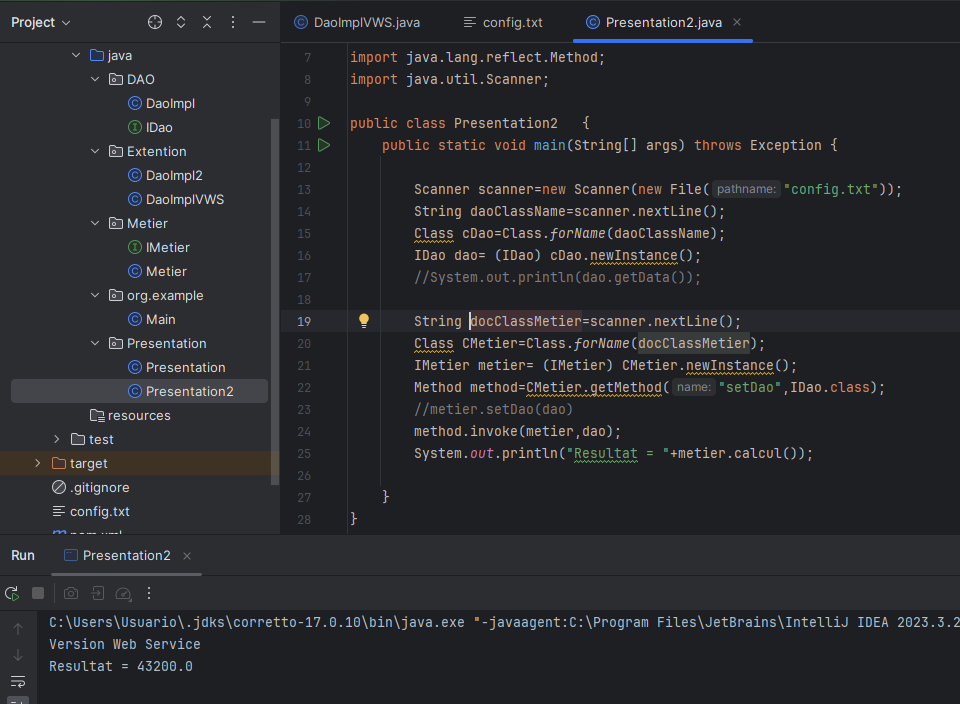 Project
DaoImplVWS.java
config.txt
Presentation2.java
java
DAO
DaoImpl
IDao
Extention
DaoImpl2
DaoImplVWS
Metier
IMetier
Metier
org.example
Main
Presentation
Presentation
Presentation2
resources
test
target
.gitignore
config.txt
7 import java.lang.reflect.Method;
8 import java.util.Scanner;
9
10 public class Presentation2 {
11 public static void main(String[] args) throws Exception {
12
13 Scanner scanner=new Scanner(new File( pathname: "config.txt"));
14 String daoClassName=scanner.nextLine();
15 Class cDao=Class.forName(daoClassName);
16 IDao dao= (IDao) cDao.newInstance();
17 //System.out.println(dao.getData());
18
19 String docClassMetier=scanner.nextLine();
20 Class CMetier=Class.forName(docClassMetier);
21 IMetier metier= (IMetier) CMetier.newInstance();
22 Method method=CMetier.getMethod( name: "setDao",IDao.class);
23 //metier.setDao(dao)
24 method.invoke(metier,dao);
25 System.out.println("Resultat = "+metier.calcul());
26
27 }
28 }
Run Presentation2
C:\Users\Usuario\.jdks\corretto-17.0.10\bin\java.exe "-javaagent:C:\Program Files\JetBrains\IntelliJ IDEA 2023.3.2
Version Web Service
Resultat = 43200.0